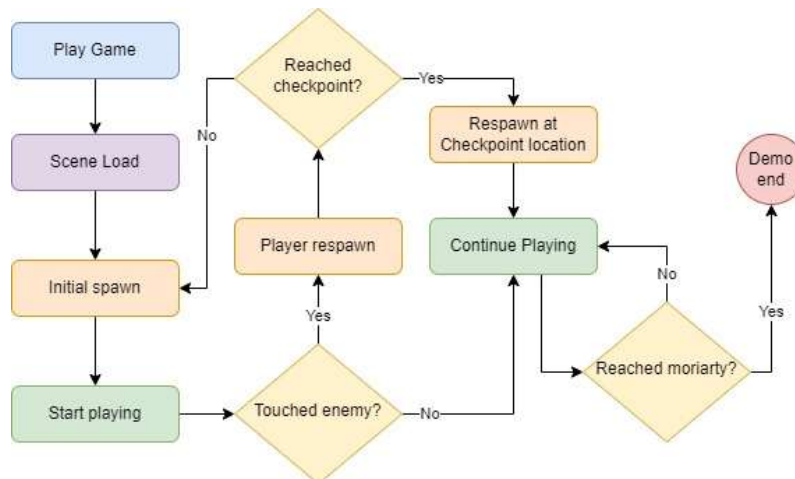 Play Game
Reached
checkpoint?
Yes
No
Scene Load
Respawn at
Checkpoint location
Demo
end
Initial spawn
Player respawn
Continue Playing
No
Yes
Yes
Reached moriarty?
Start playing
Touched enemy?
No